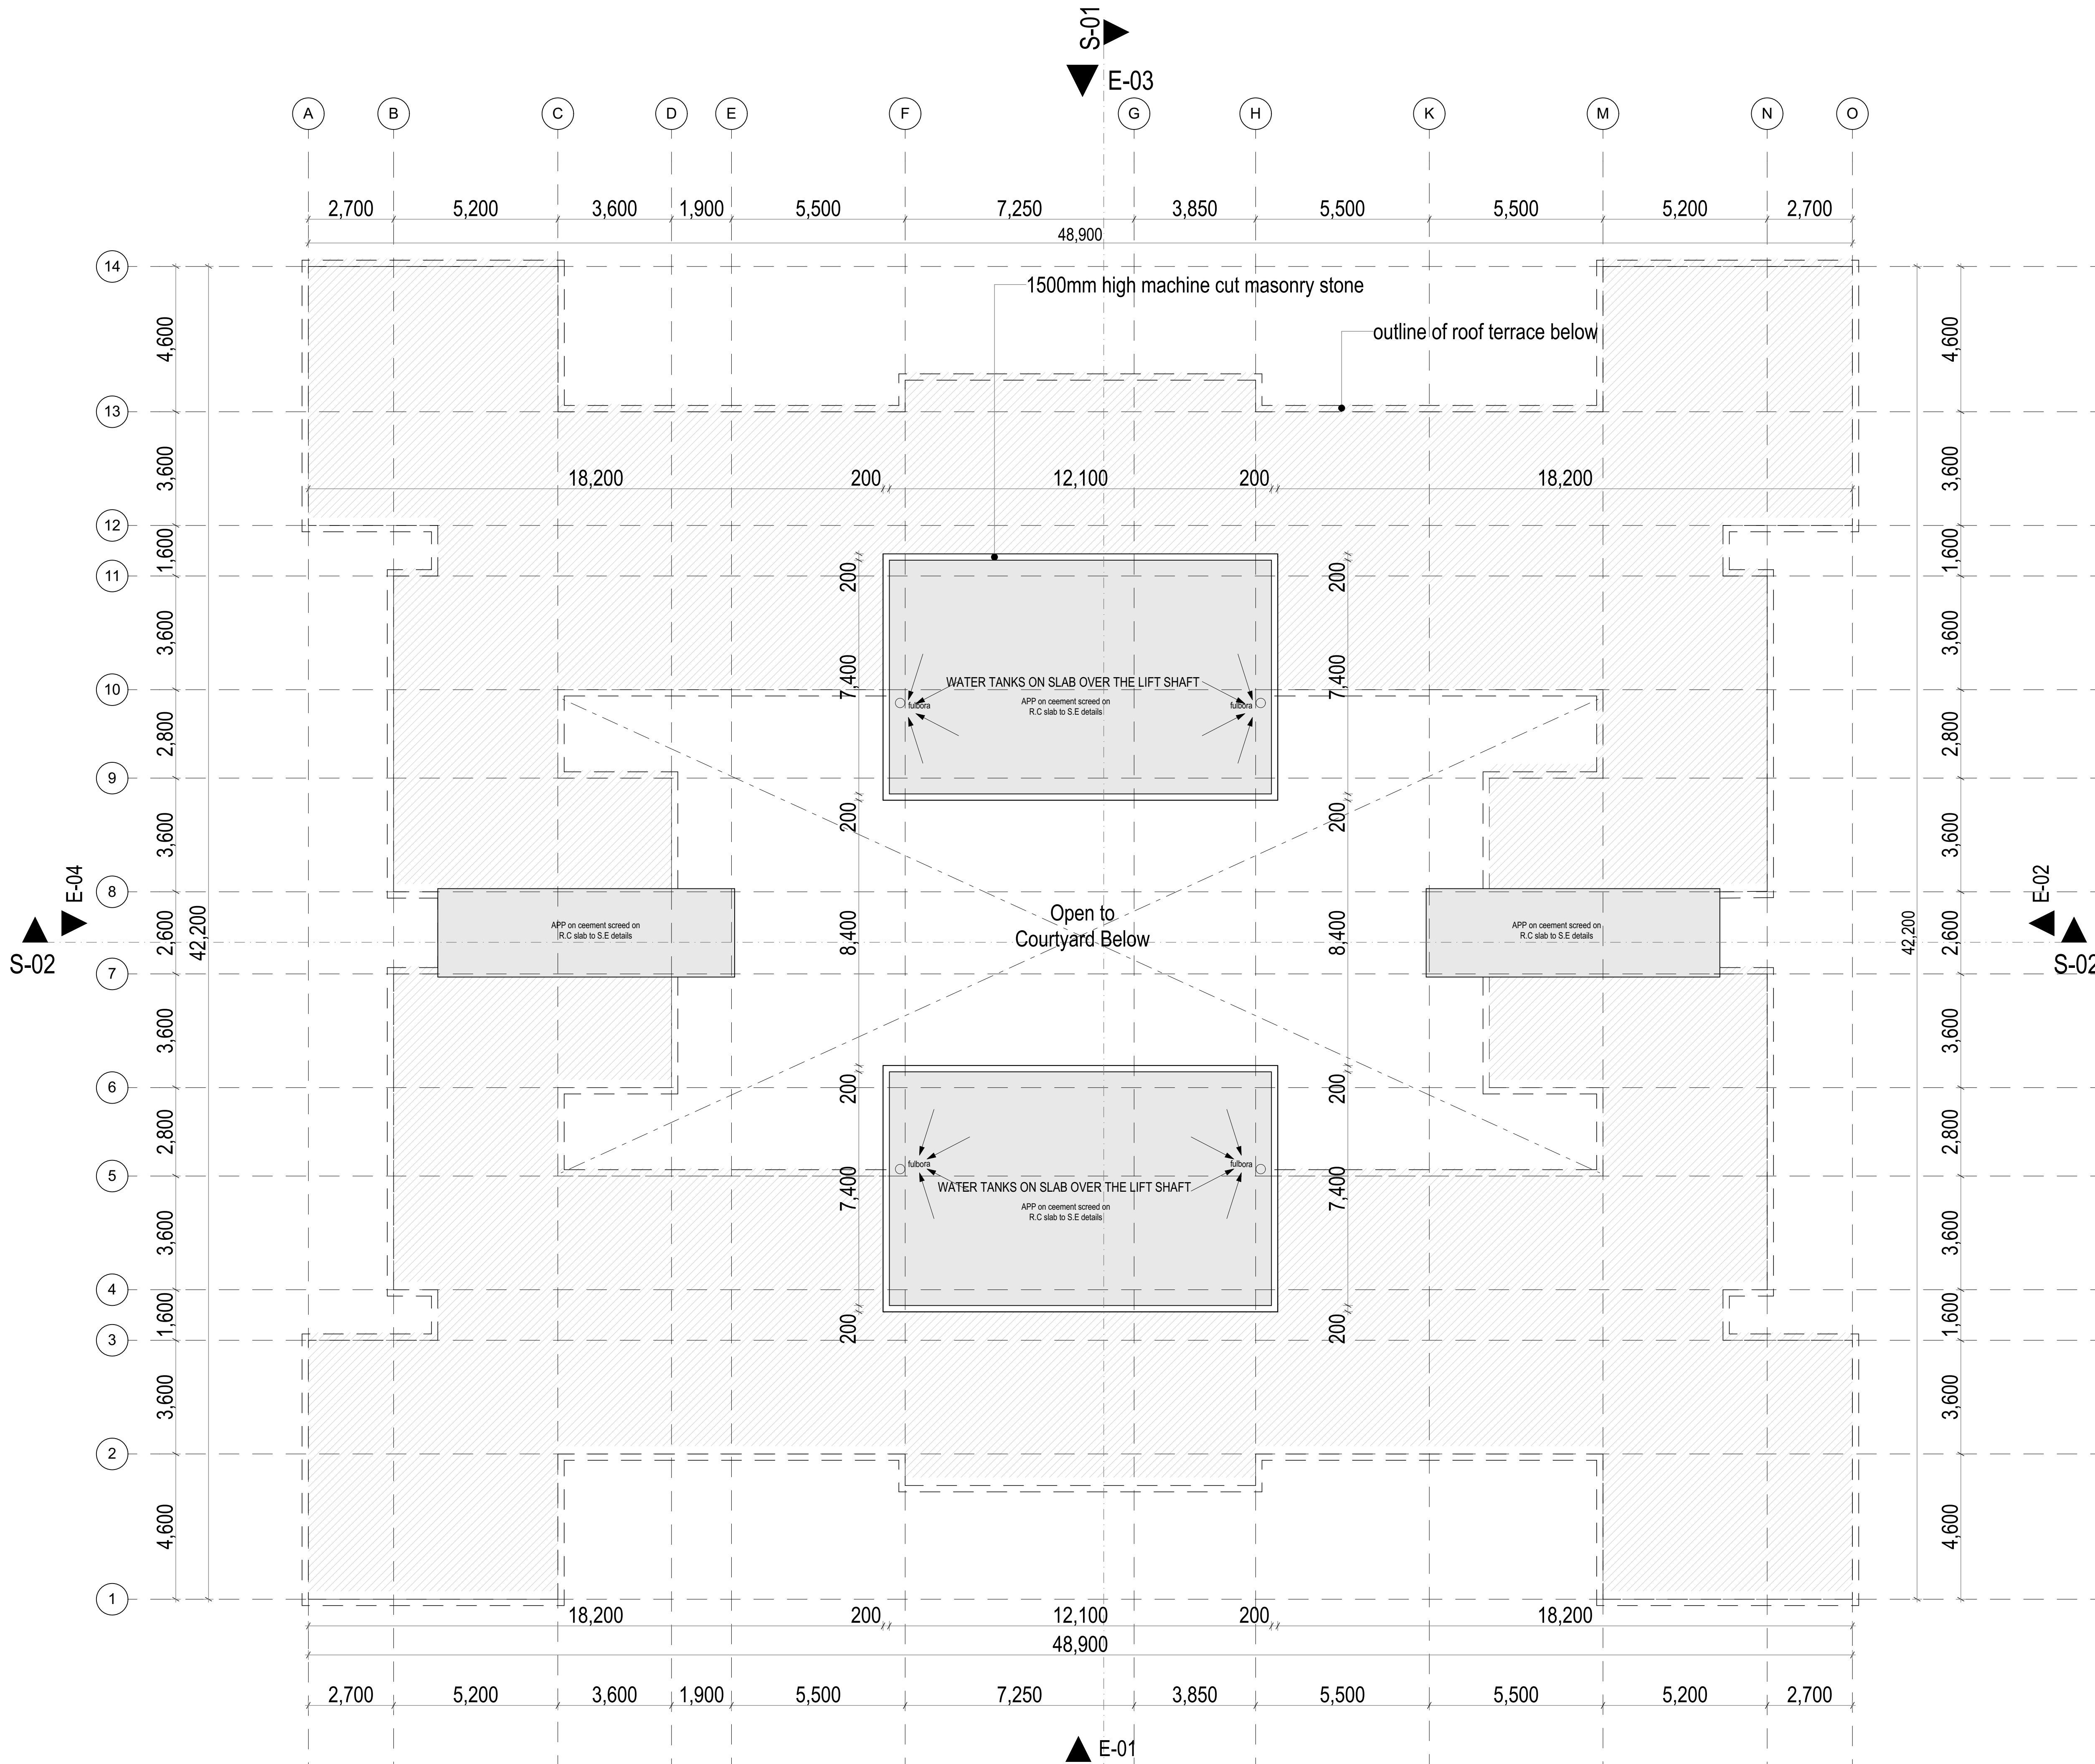 S-01
E-03
A B C D E F G H K M N O
2,700 5,200 3,600 1,900 5,500 7,250 3,850 5,500 5,500 5,200 2,700
48,900
14
1500mm high machine cut masonry stone
outline of roof terrace below
4,600 4,600
13
3,600 18,200 200 12,100 200 18,200 3,600
12
1,600 1,600
11
200 200
3,600 3,600
7,400 7,400
10
WATER TANKS ON SLAB OVER THE LIFT SHAFT
fulbora fulbora
APP on ceement screed on
R.C slab to S.E details
2,800 2,800
9
200 200
3,600 3,600
E-04 E-02
8
42,200 42,200
Open to
Courtyard Below
APP on ceement screed on
R.C slab to S.E details
APP on ceement screed on
R.C slab to S.E details
2,600 8,400 8,400 2,600
S-02 S-02
7
3,600 3,600
200 200
6
2,800 2,800
fulbora fulbora
5
7,400 7,400
WATER TANKS ON SLAB OVER THE LIFT SHAFT
APP on ceement screed on
R.C slab to S.E details
3,600 3,600
4
1,600 1,600
200 200
3
3,600 3,600
2
4,600 4,600
1
18,200 200 12,100 200 18,200
48,900
2,700 5,200 3,600 1,900 5,500 7,250 3,850 5,500 5,500 5,200 2,700
E-01